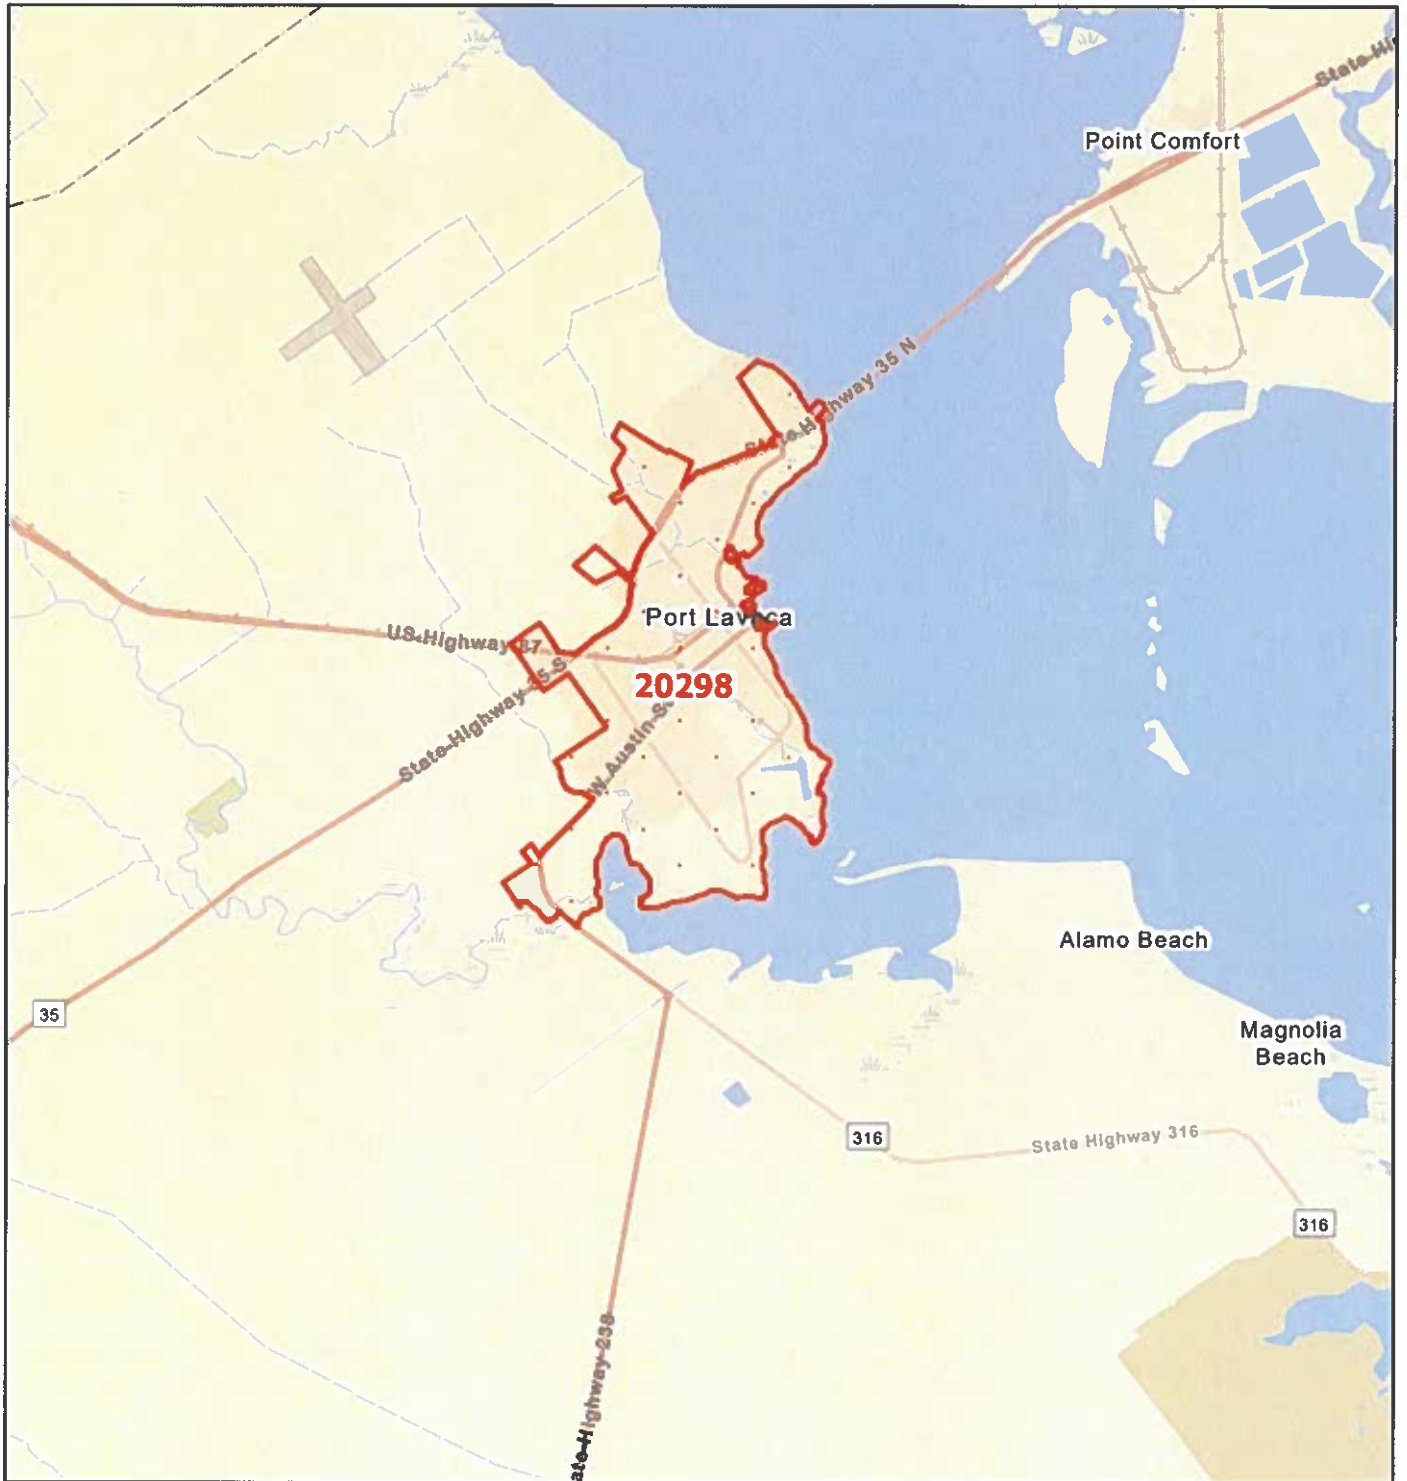 State Hi
Point Comfort
State Highway 35 N
Port Lavaca
US Highway 87
20298
State Highway 35 S
W Austin St
Alamo Beach
35
Magnolia
Beach
316
State Highway 316
316
ate Highway 238